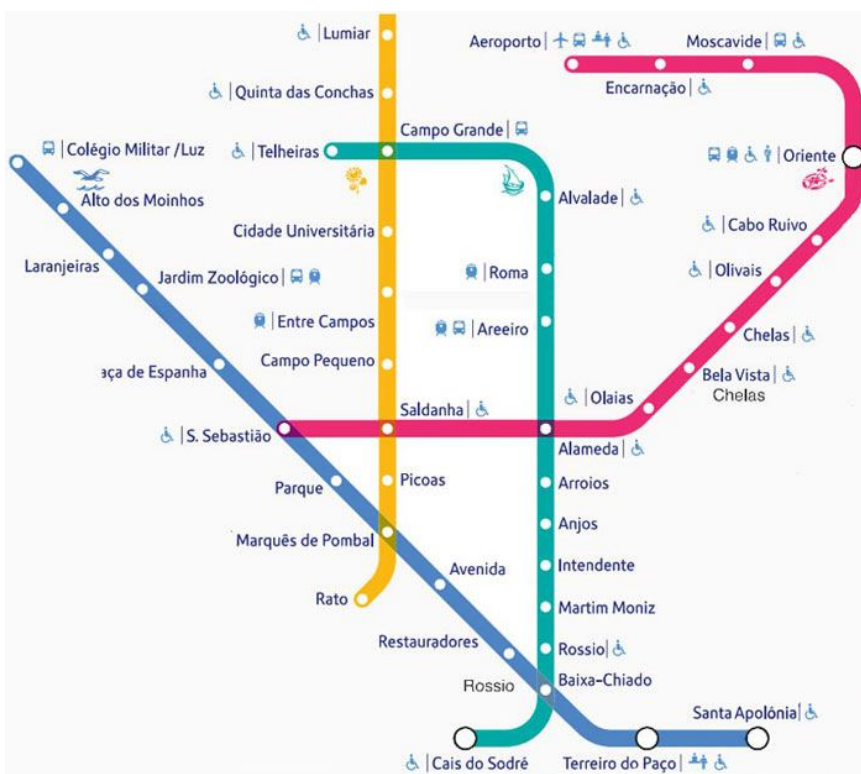 Lumiar
Aeroporto
Moscavide
Quinta das Conchas
Encarnação
Colégio Militar /Luz
Telheiras
Campo Grande
Oriente
Alto dos Moinhos
Alvalade
Cidade Universitária
Cabo Ruivo
Laranjeiras
Jardim Zoológico
Roma
Olivais
Entre Campos
Areeiro
Chelas
aça de Espanha
Campo Pequeno
Bela Vista
Chelas
Olaias
Saldanha
S. Sebastião
Alameda
Parque
Picoas
Arroios
Marquês de Pombal
Anjos
Avenida
Intendente
Rato
Martim Moniz
Restauradores
Rossio
Rossio
Baixa-Chiado
Santa Apolónia
Cais do Sodré
Terreiro do Paço